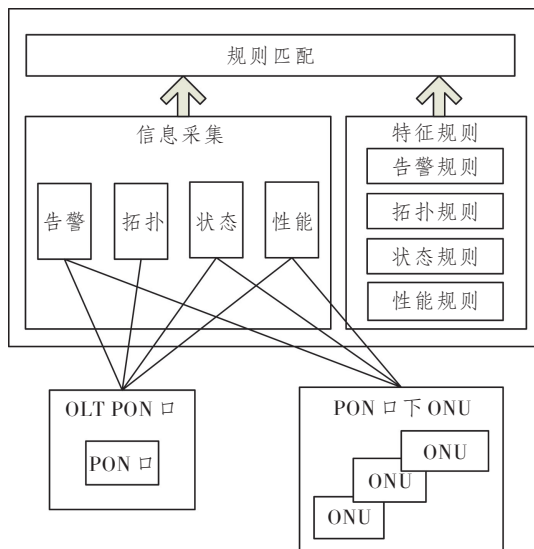 规则匹配
信息采集
告警
拓扑
状态
性能
特征规则
告警规则
拓扑规则
状态规则
性能规则
OLT PON 口
PON 口
PON 口下 ONU
ONU
ONU
ONU